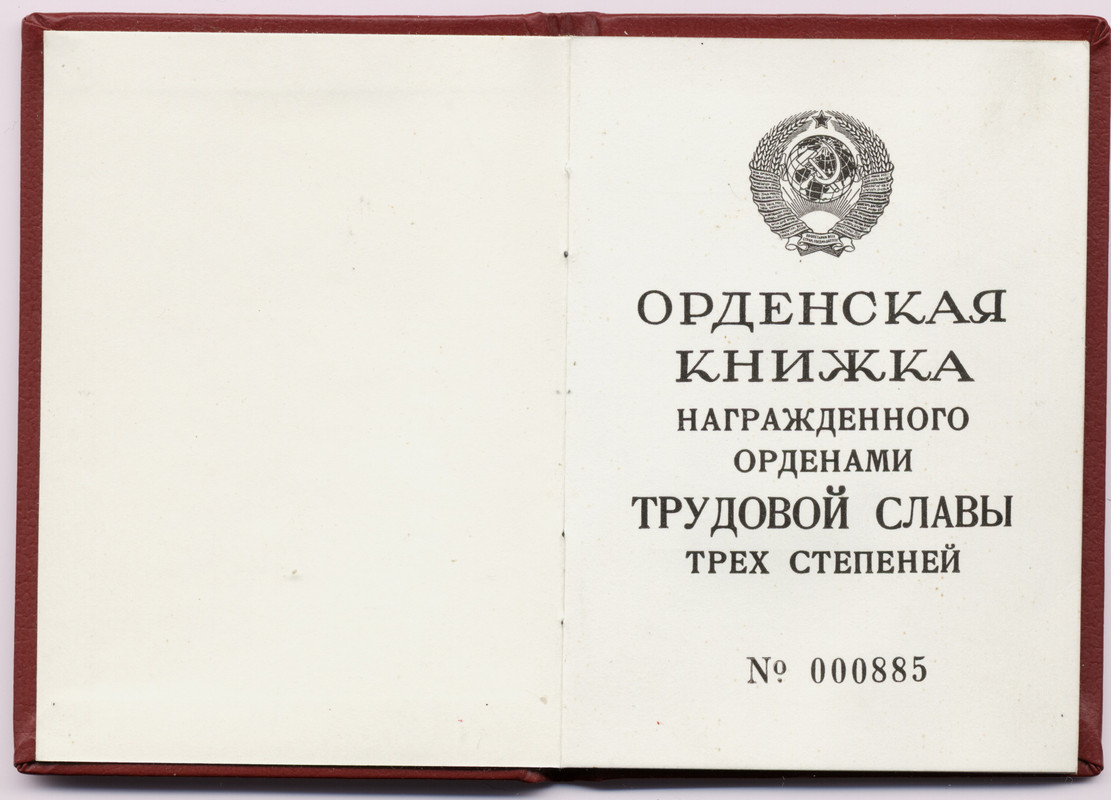 ОРДЕНСКАЯ
КНИЖКА
НАГРАЖДЕННОГО
ОРДЕНАМИ
ТРУДОВОЙ СЛАВЫ
ТРЕХ СТЕПЕНЕЙ
№ 000885